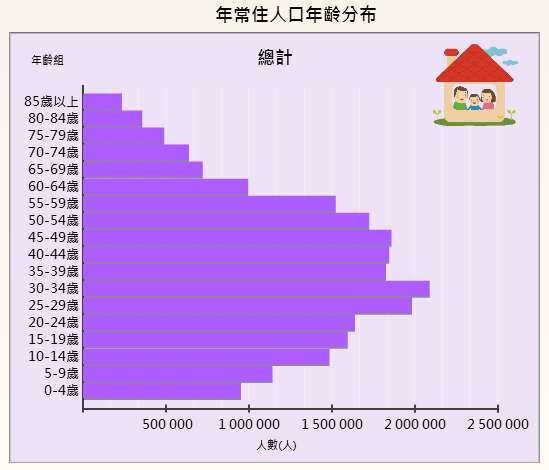 年常住人口年齡分布
總計
年齡組
85歲以上
80-84歲
75-79歲
70-74歲
65-69歲
60-64歲
55-59歲
50-54歲
45-49歲
40-44歲
35-39歲
30-34歲
25-29歲
20-24歲
15-19歲
10-14歲
5-9歲
0-4歲
500 000 1 000 000 1 500 000 2 000 000 2 500 000
人數(人)